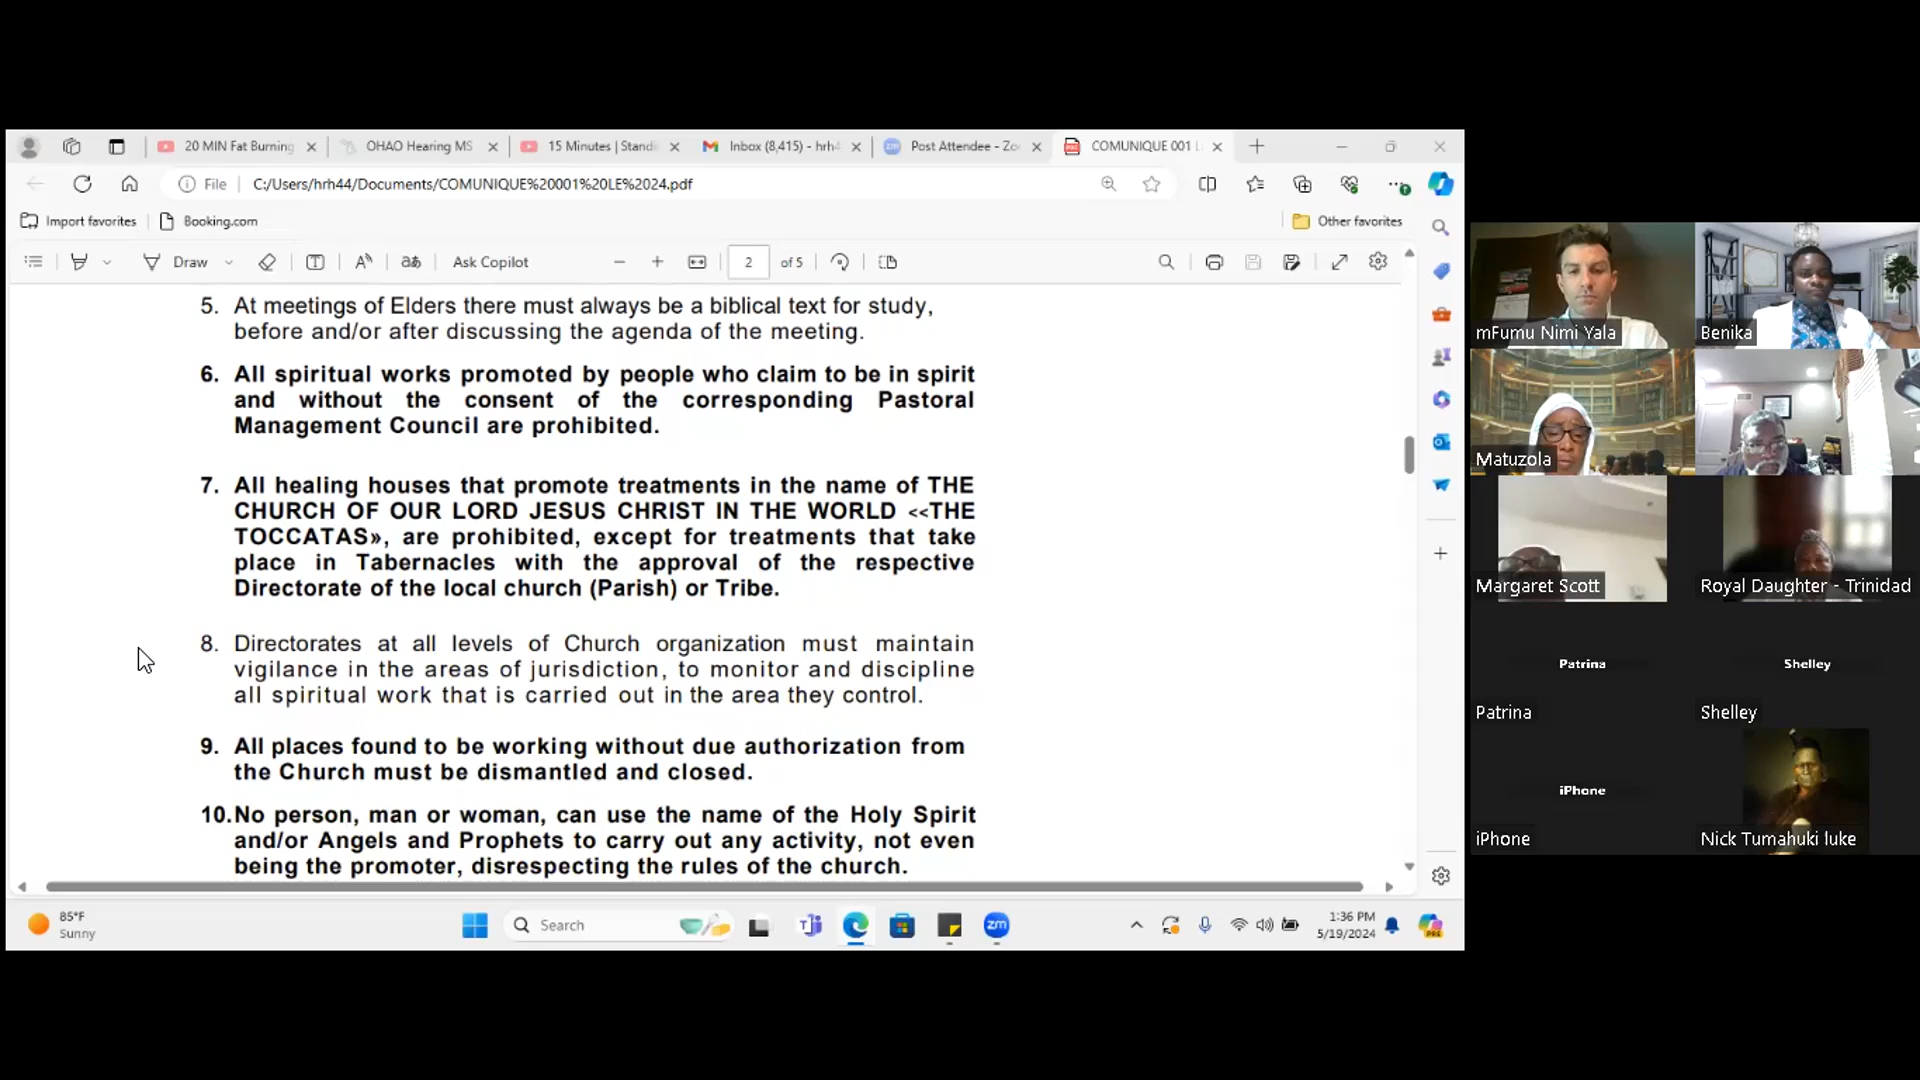 20 MIN Fat Burning
OHAO Hearing MS
15 Minutes | Stand
Inbox (8,415) - hrh4
Post Attendee - Zo
COMUNIQUE 001 L
File
C:/Users/hrh44/Documents/COMUNIQUE%20001%20LE%2024.pdf
Import favorites
Booking.com
Other favorites
Draw
aあ
Ask Copilot
2
of 5
5. At meetings of Elders there must always be a biblical text for study,
before and/or after discussing the agenda of the meeting.
6. All spiritual works promoted by people who claim to be in spirit
and without the consent of the corresponding Pastoral
Management Council are prohibited.
7. All healing houses that promote treatments in the name of THE
CHURCH OF OUR LORD JESUS CHRIST IN THE WORLD <<THE
TOCCATAS», are prohibited, except for treatments that take
place in Tabernacles with the approval of the respective
Directorate of the local church (Parish) or Tribe.
8. Directorates at all levels of Church organization must maintain
vigilance in the areas of jurisdiction, to monitor and discipline
all spiritual work that is carried out in the area they control.
9. All places found to be working without due authorization from
the Church must be dismantled and closed.
10. No person, man or woman, can use the name of the Holy Spirit
and/or Angels and Prophets to carry out any activity, not even
being the promoter, disrespecting the rules of the church.
85°F
Sunny
Search
zm
1:36 PM
5/19/2024
PRE
mFumu Nimi Yala
Benika
Matuzola
Margaret Scott
Royal Daughter - Trinidad
Patrina
Shelley
Patrina
Shelley
iPhone
iPhone
Nick Tumahuki luke